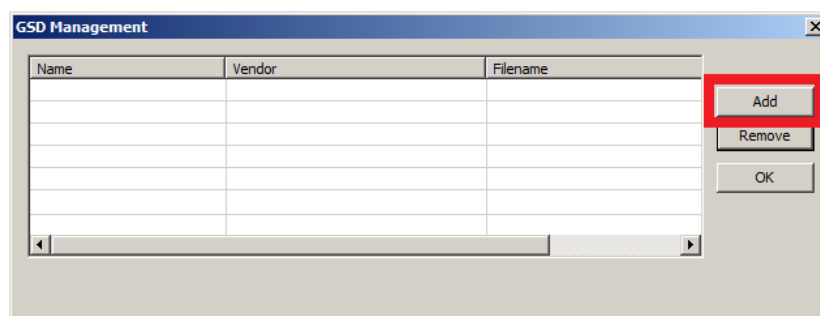 GSD Management
Name Vendor Filename
Add
Remove
OK